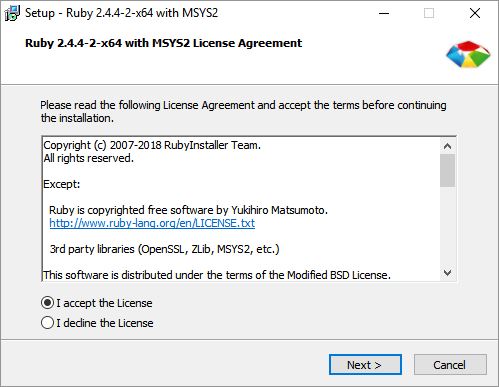 Setup - Ruby 2.4.4-2-x64 with MSYS2
Ruby 2.4.4-2-x64 with MSYS2 License Agreement
Please read the following License Agreement and accept the terms before continuing
the installation.
Copyright (c) 2007-2018 RubyInstaller Team.
All rights reserved.
Except:
Ruby is copyrighted free software by Yukihiro Matsumoto.
http://www.ruby-lang.org/en/LICENSE.txt
3rd party libraries (OpenSSL, ZLib, MSYS2, etc.)
This software is distributed under the terms of the Modified BSD License.
I accept the License
I decline the License
Next >
Cancel